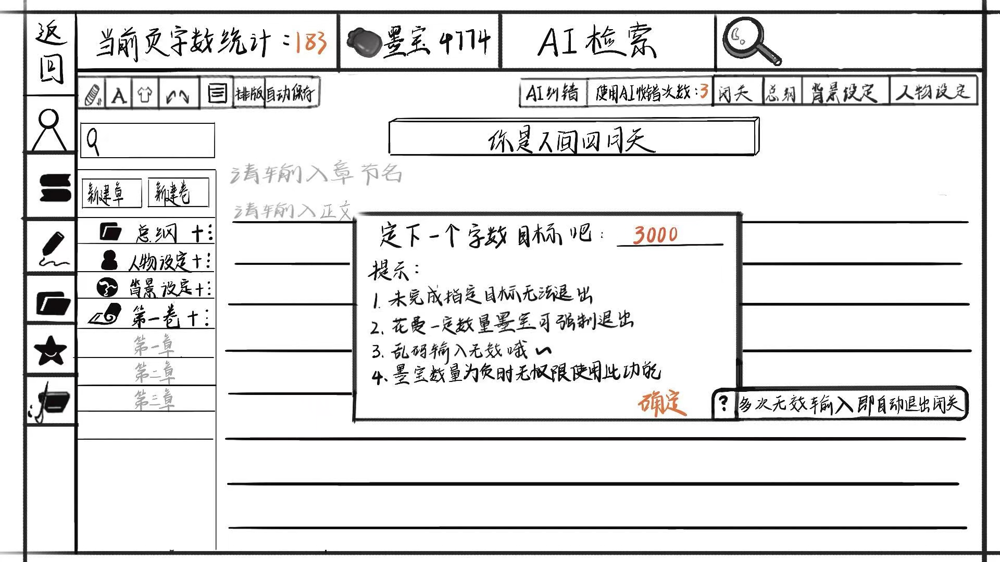 返回
当前页字数统计:183
墨宝 4774
AI 检索
A
排版
自动保存
AI纠错
使用AI纠错次数:3
闭关
总纲
背景设定
人物设定
你是人间四月天
请输入章节名
请输入正文
新建章
新建卷
总纲 +⋮
人物设定+⋮
背景设定+⋮
第一卷 +⋮
第一章
第二章
第三章
定下一个字数目标吧: 3000
提示:
1. 未完成指定目标无法退出
2. 花费一定数量墨宝可强制退出
3. 乱码输入无效哦~
4. 墨宝数量为负时无权限使用此功能
确定
? 多次无效输入即自动退出闭关